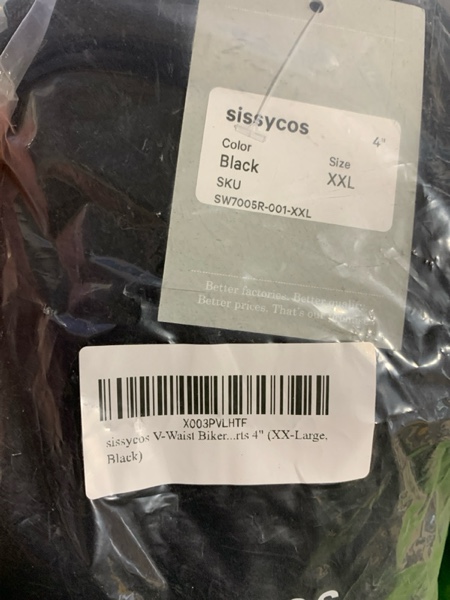 sissycos
4"
Color
Size
Black
XXL
SKU
SW7005R-001-XXL
Better factories. Better
Better prices. That's our
X003PVLHTF
sissycos V-Waist Biker...rts 4" (XX-Large,
Black)